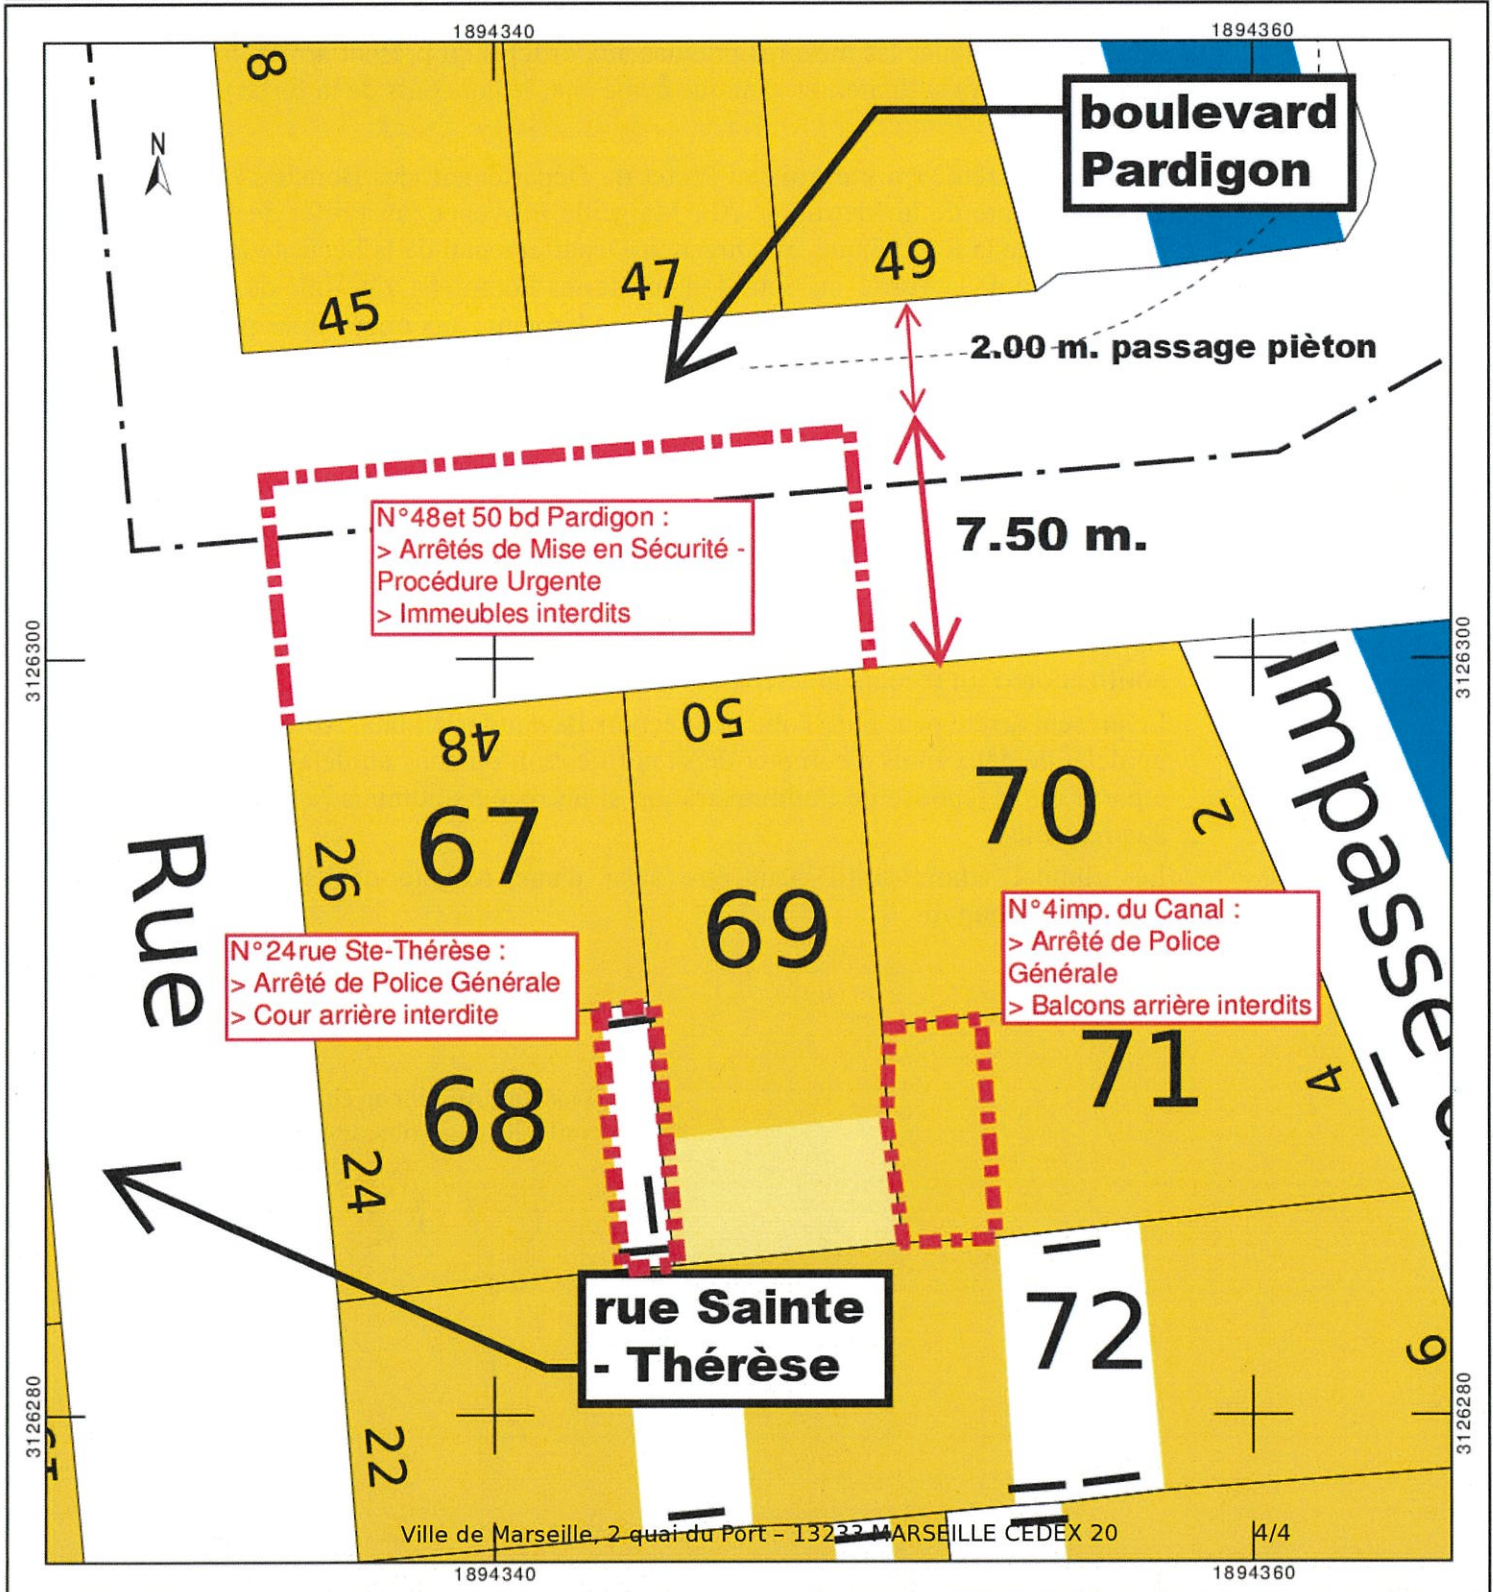 1894340
1894360
8
N
boulevard
Pardigon
45
47
49
2.00 m. passage pièton
N°48et 50 bd Pardigon :
> Arrêtés de Mise en Sécurité -
Procédure Urgente
> Immeubles interdits
7.50 m.
3126300
3126300
48
50
67
69
70
2
26
Rue
Impasse
N°24rue Ste-Thérèse :
> Arrêté de Police Générale
> Cour arrière interdite
N°4imp. du Canal :
> Arrêté de Police
Générale
> Balcons arrière interdits
68
71
4
24
rue Sainte
- Thérèse
72
6
3126280
3126280
22
Ville de Marseille, 2 quai du Port – 13233 MARSEILLE CEDEX 20
4/4
1894340
1894360